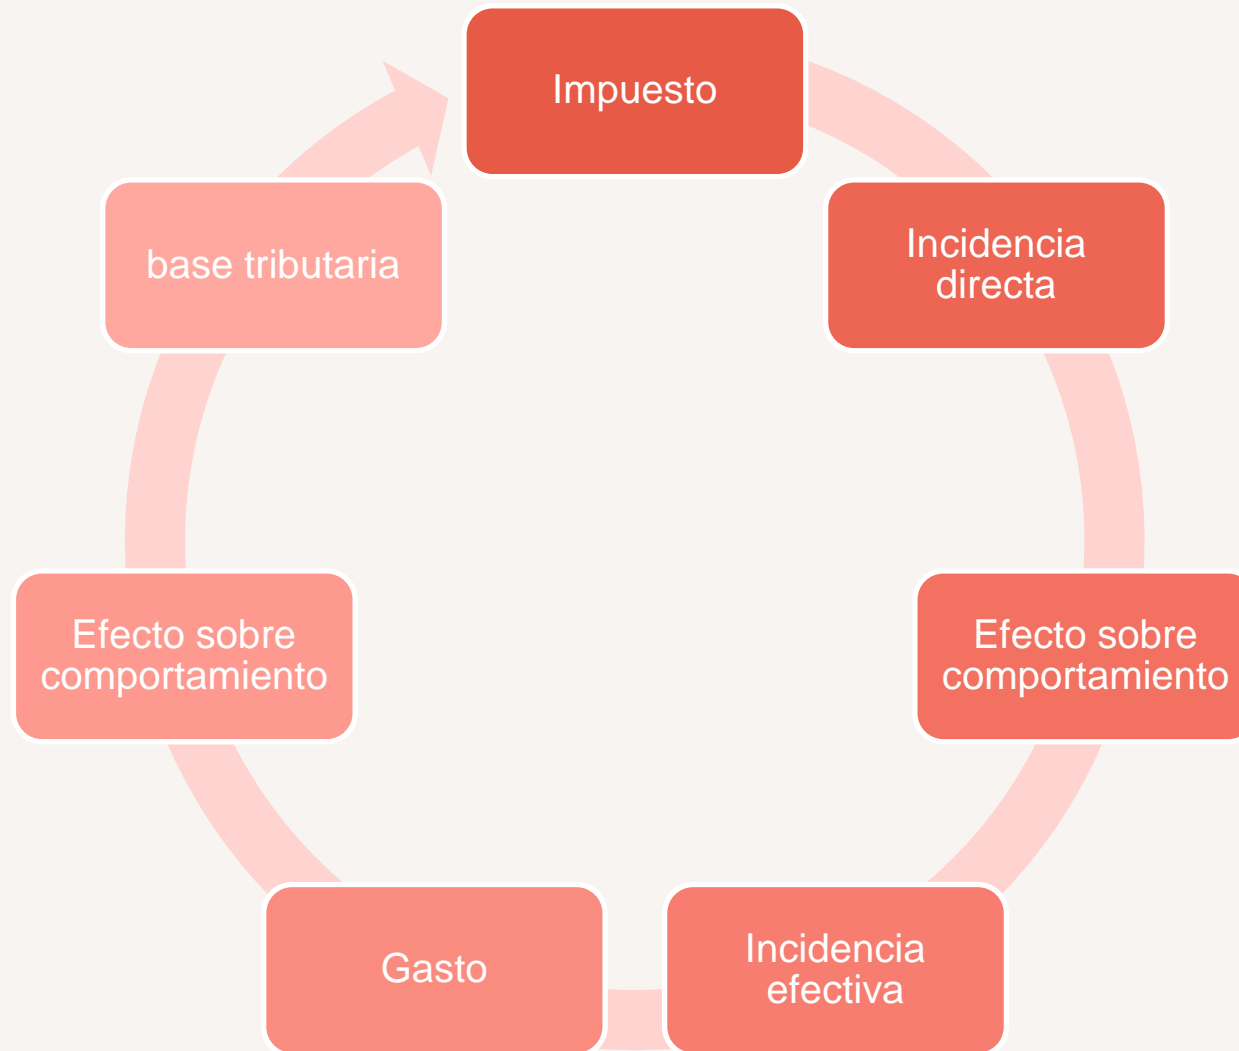 Impuesto
Incidencia
directa
Efecto sobre
comportamiento
Incidencia
efectiva
Gasto
Efecto sobre
comportamiento
base tributaria